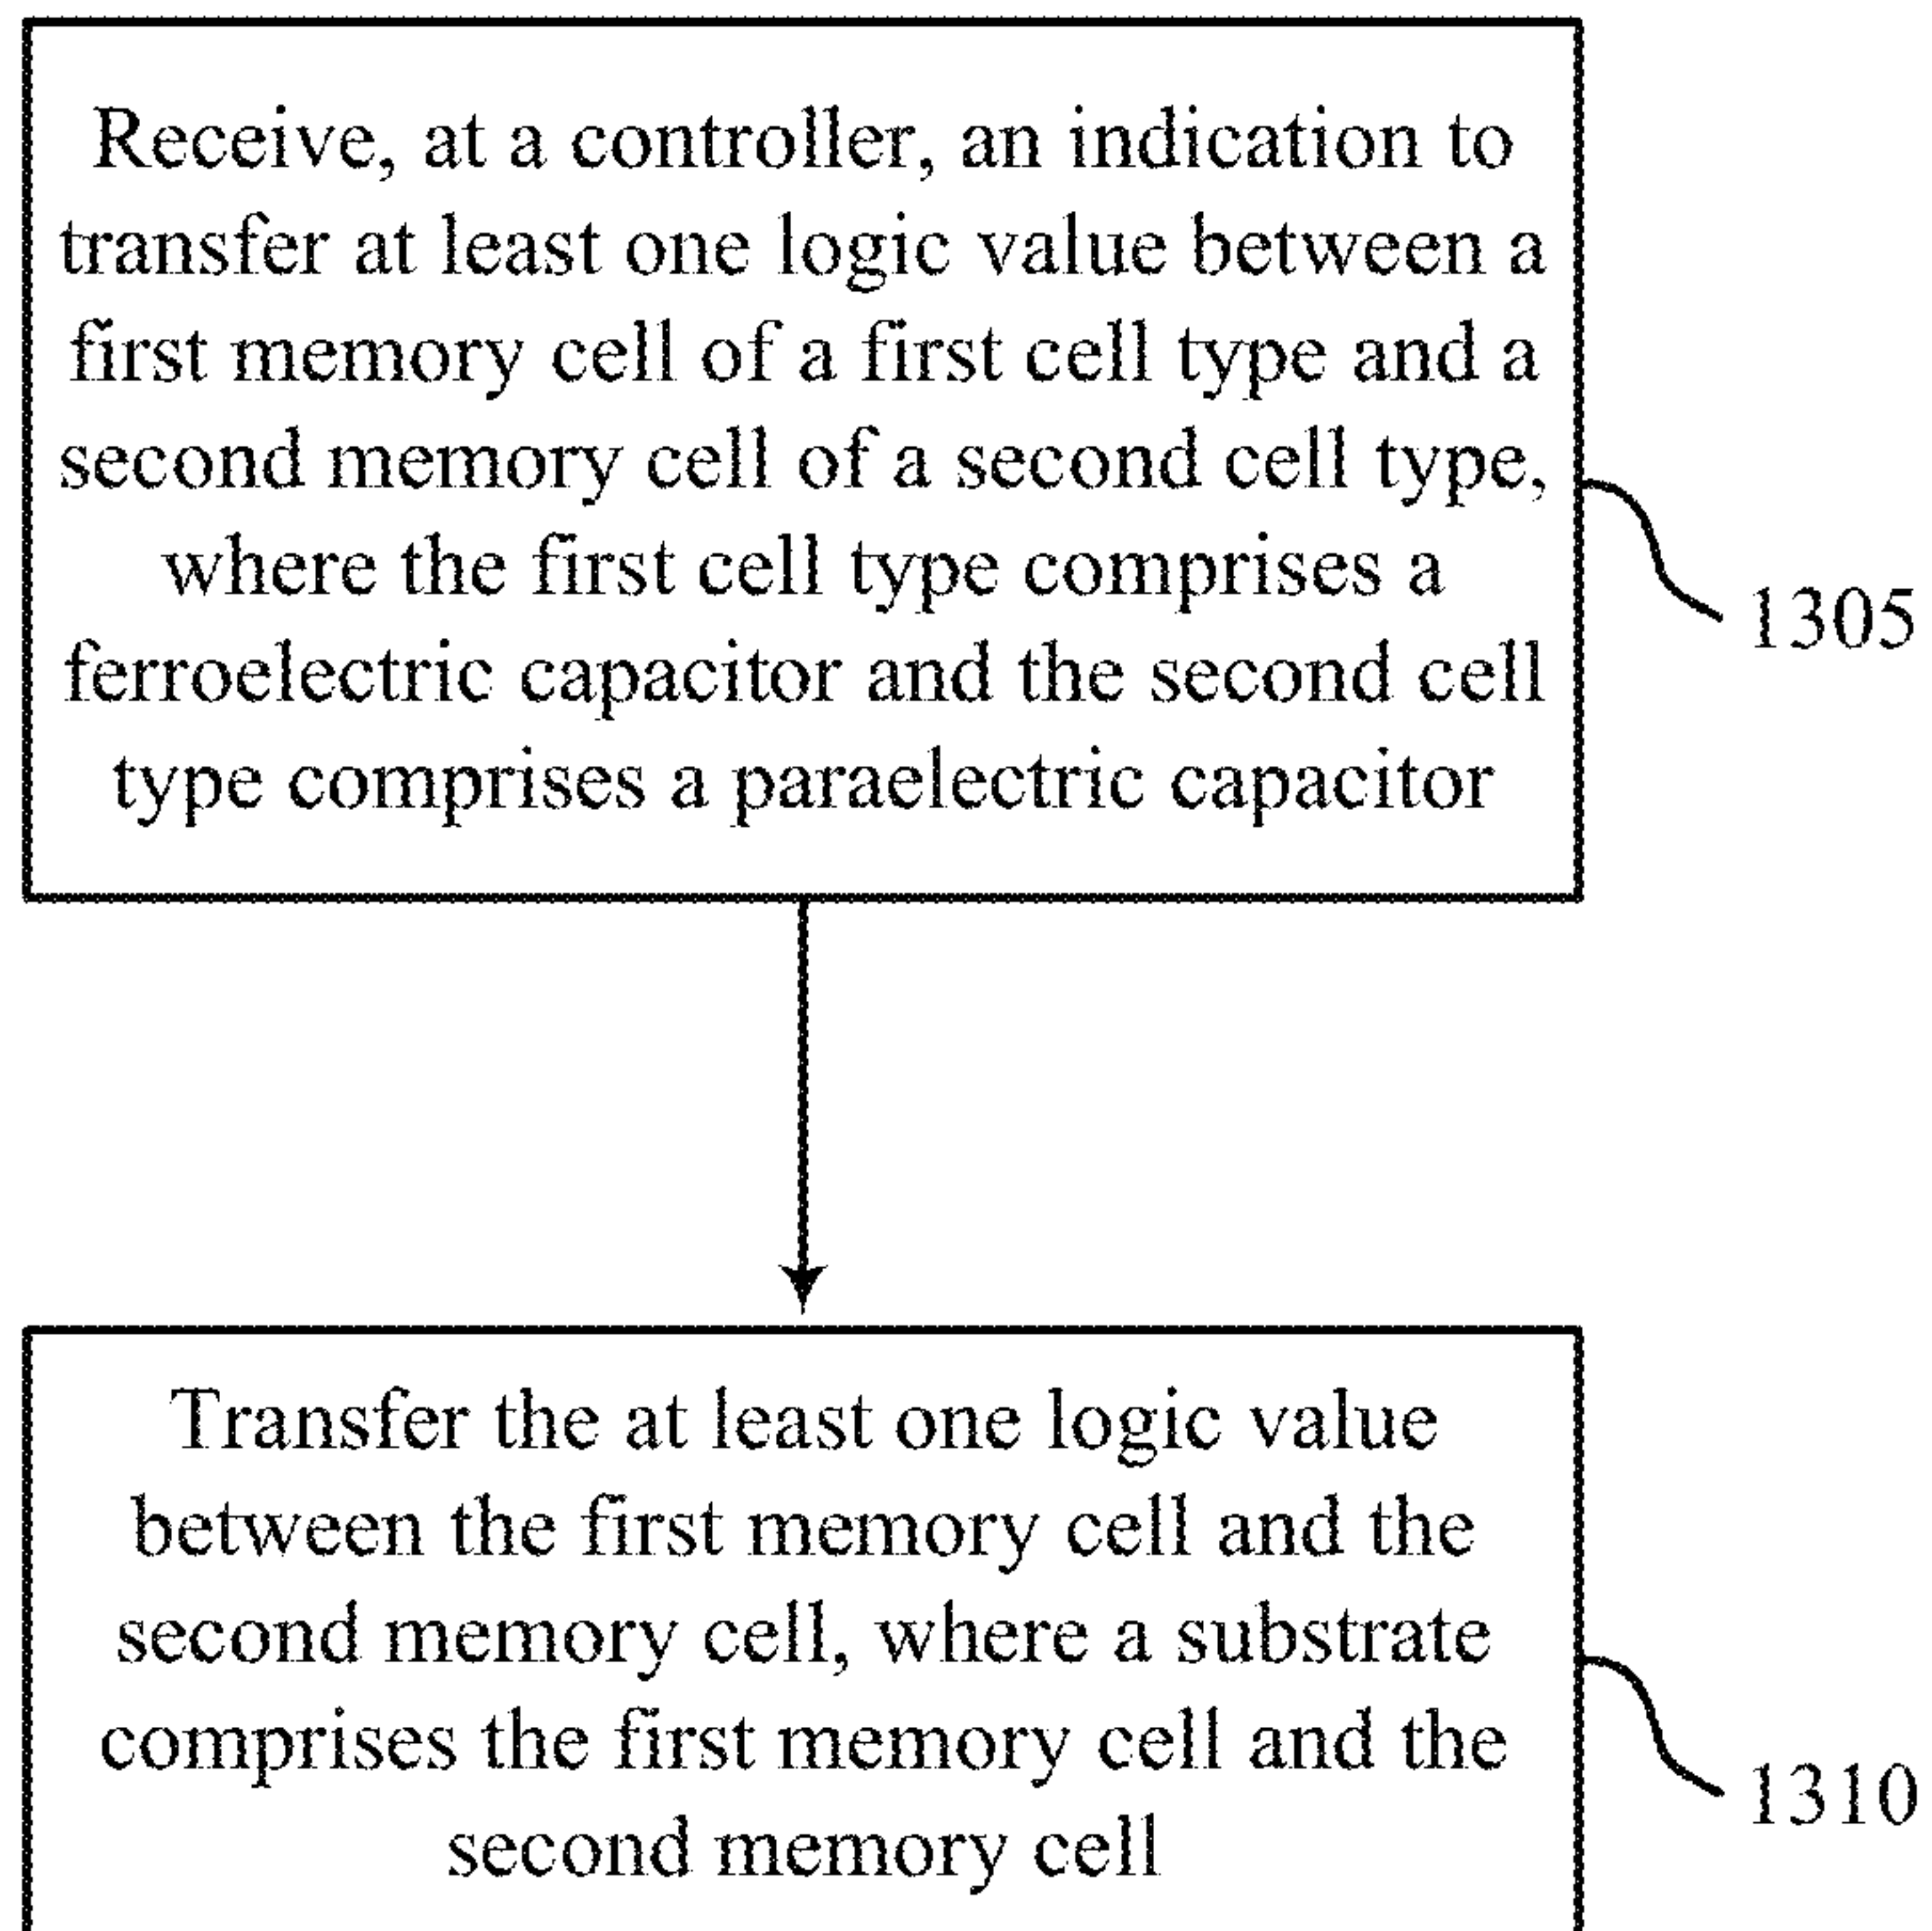 Receive, at a controller, an indication to
transfer at least one logic value between a
first memory cell of a first cell type and a
second memory cell of a second cell type,
where the first cell type comprises a
ferroelectric capacitor and the second cell
type comprises a paraelectric capacitor
1305
Transfer the at least one logic value
between the first memory cell and the
second memory cell, where a substrate
comprises the first memory cell and the
second memory cell
1310